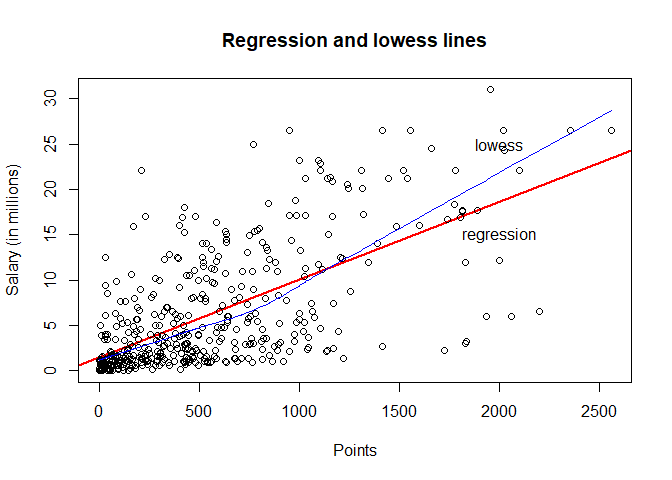 Regression and lowess lines
Salary (in millions)
30
25
20
15
10
5
0
lowess
regression
0 500 1000 1500 2000 2500
Points